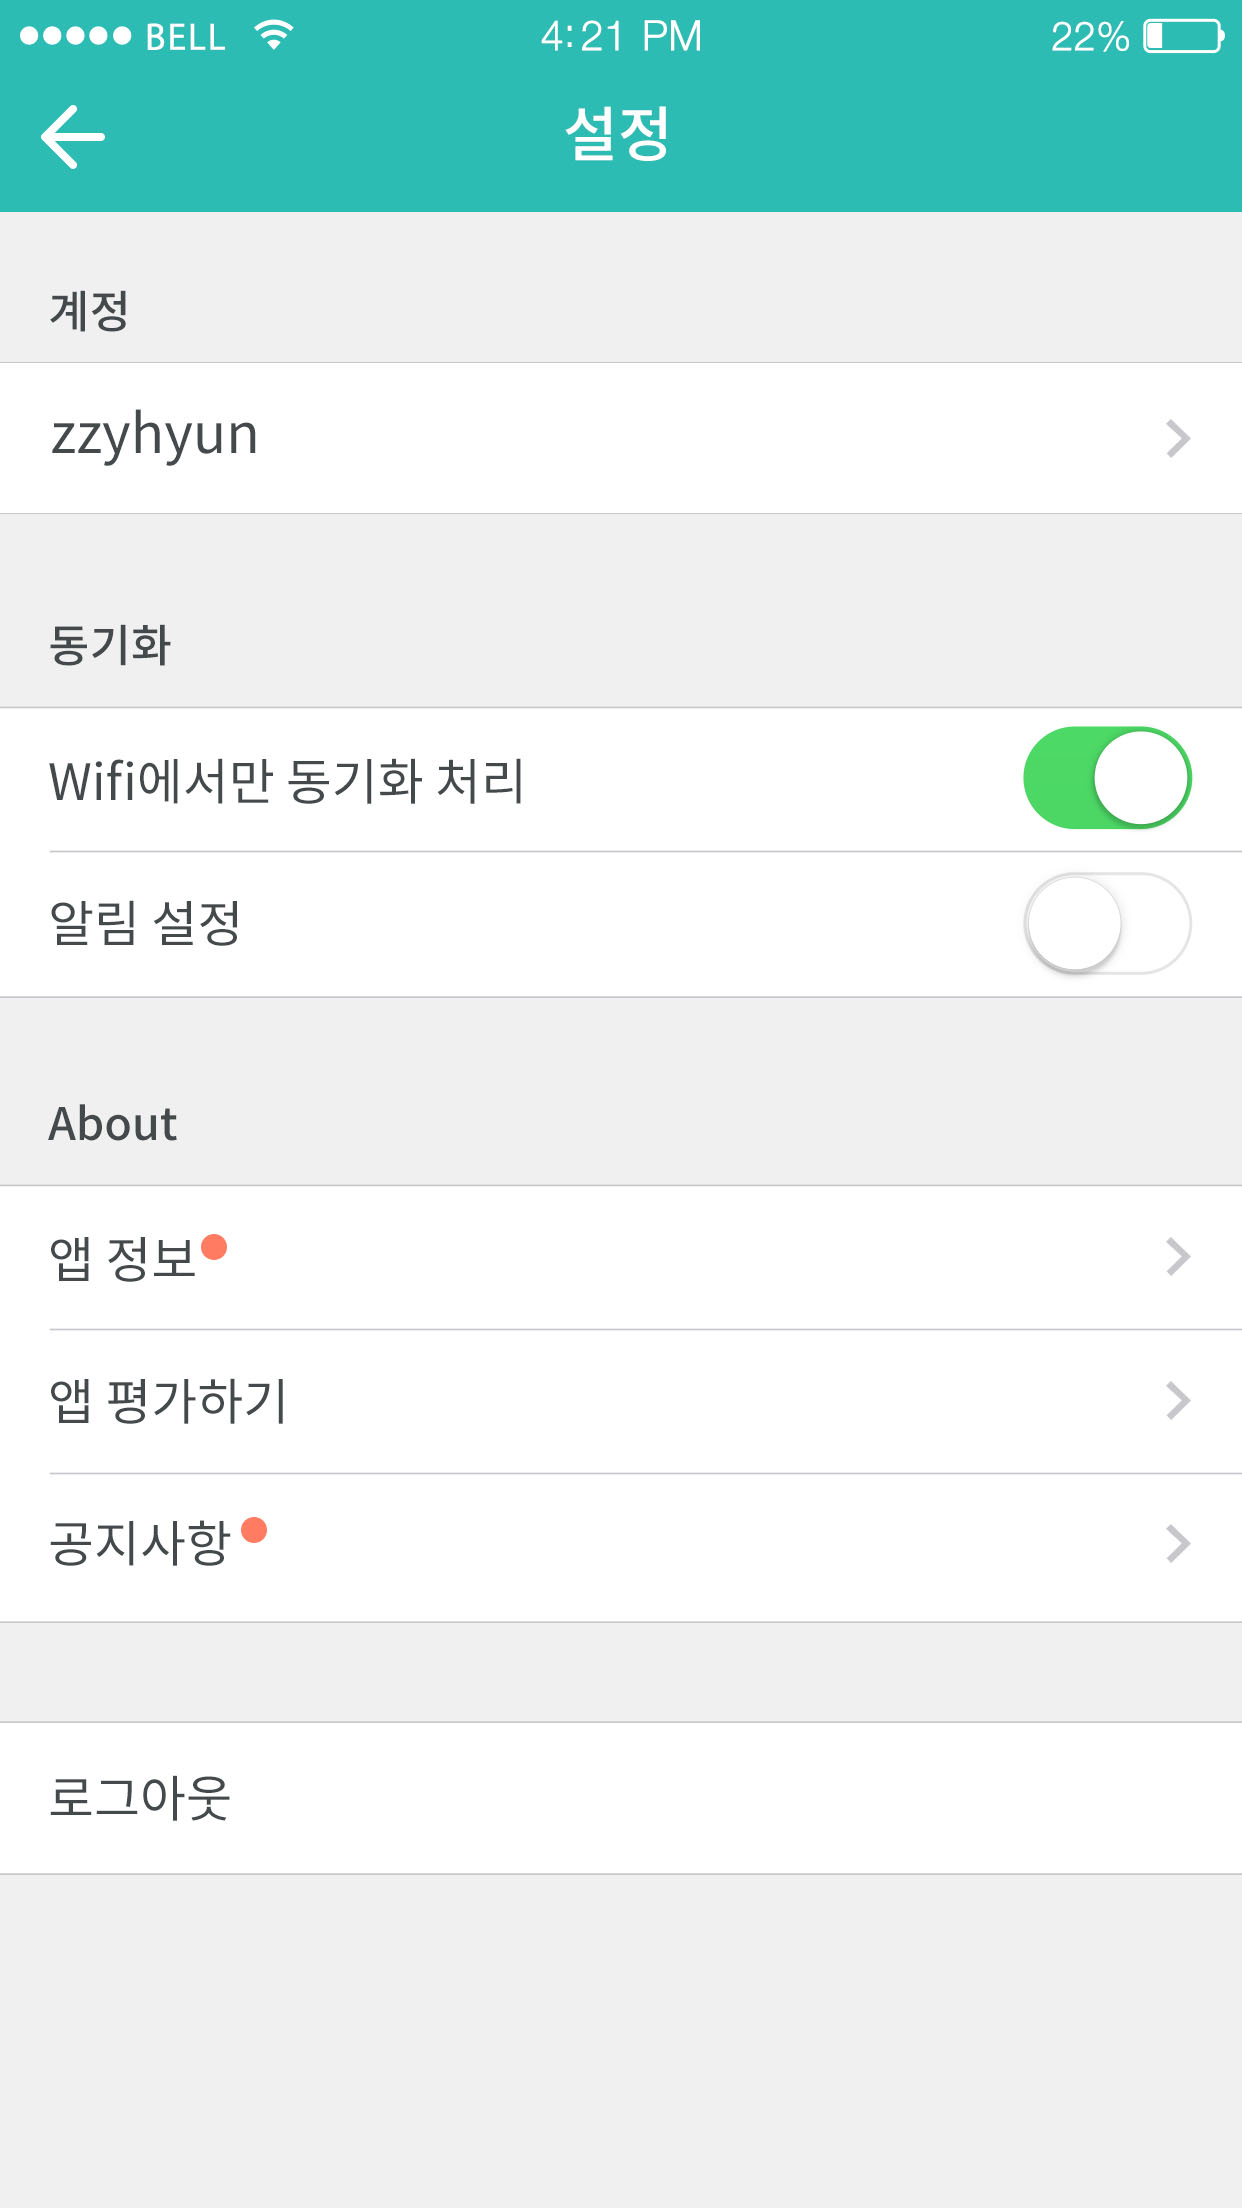 BELL 4:21 PM 22%
설정
계정
zzyhyun
동기화
Wifi에서만 동기화 처리
알림 설정
About
앱 정보
앱 평가하기
공지사항
로그아웃